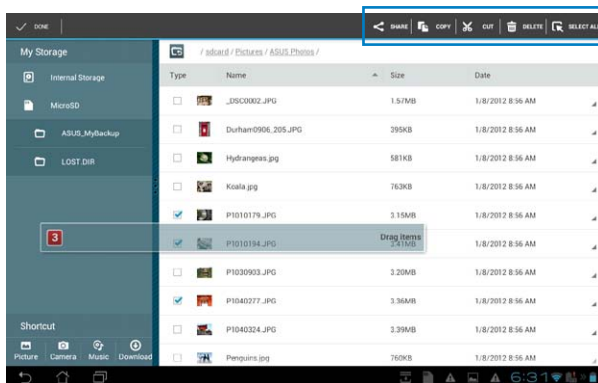 DONE SHARE COPY CUT DELETE SELECT ALL
My Storage / sdcard / Pictures / ASUS Photos /
Internal Storage Type Name Size Date
MicroSD _DSC0002.JPG 1.57MB 1/8/2012 8:56 AM
ASUS_MyBackup Durham0906_205.JPG 395KB 1/8/2012 8:56 AM
LOST.DIR Hydrangeas.jpg 581KB 1/8/2012 8:56 AM
Koala.jpg 763KB 1/8/2012 8:56 AM
P1010179.JPG 3.15MB 1/8/2012 8:56 AM
3 Drag items
P1010194.JPG 3.41MB 1/8/2012 8:56 AM
P1030903.JPG 3.20MB 1/8/2012 8:56 AM
P1040277.JPG 3.36MB 1/8/2012 8:56 AM
Shortcut P1040324.JPG 3.39MB 1/8/2012 8:56 AM
Picture Camera Music Download Penguins.jpg 760KB 1/8/2012 8:56 AM
6:31